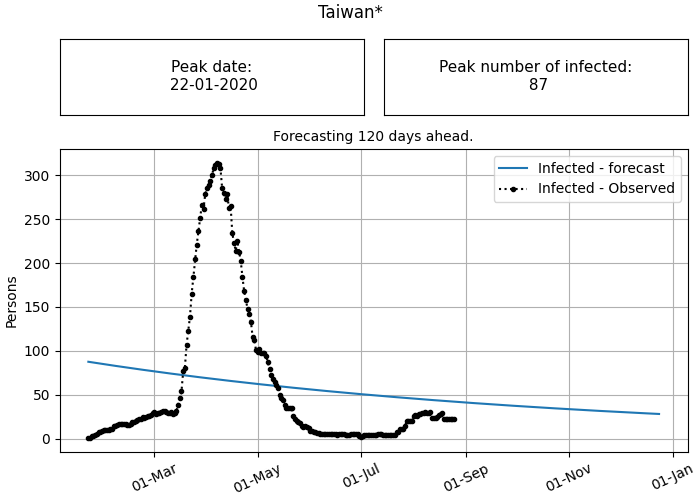 Taiwan*
Peak date:
22-01-2020
Peak number of infected:
87
Forecasting 120 days ahead.
Infected - forecast
Infected - Observed
Persons
300
250
200
150
100
50
0
01-Mar
01-May
01-Jul
01-Sep
01-Nov
01-Jan